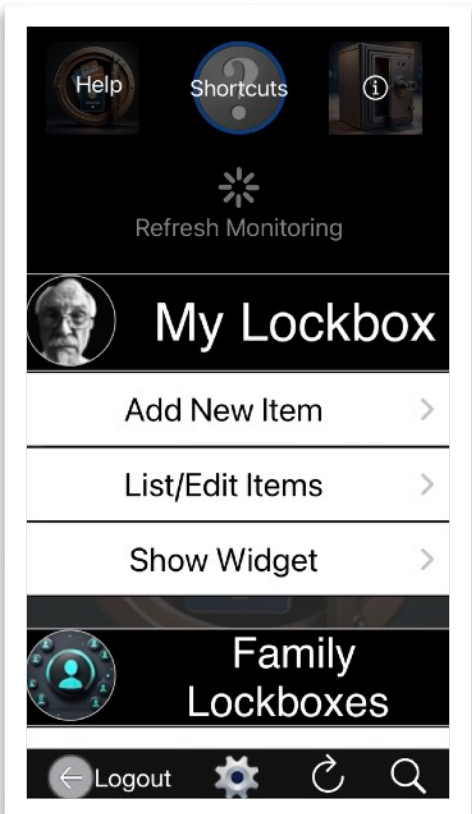 Help
Shortcuts
Refresh Monitoring
My Lockbox
Add New Item
List/Edit Items
Show Widget
Family
Lockboxes
Logout